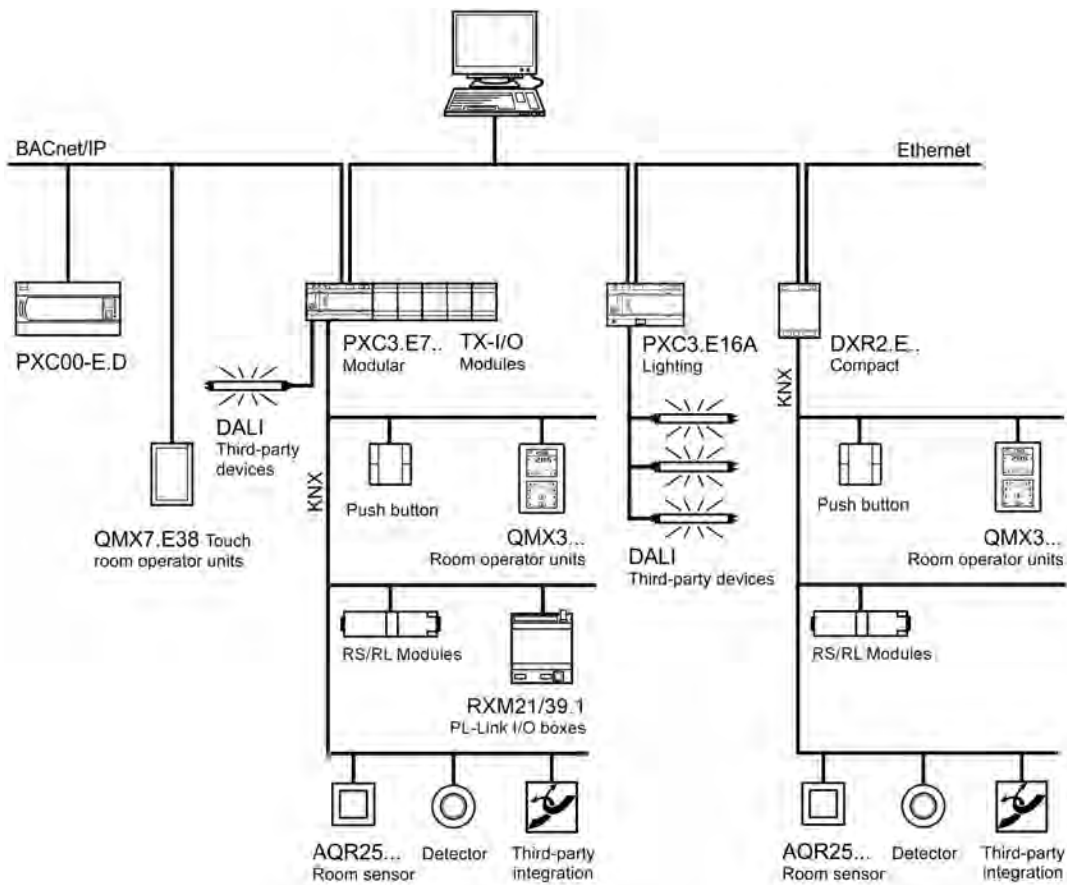 BACnet/IP
Ethernet
PXC00-E.D
PXC3.E7..
Modular
TX-I/O
Modules
PXC3.E16A
Lighting
DXR2.E..
Compact
DALI
Third-party
devices
KNX
KNX
QMX7.E38 Touch
room operator units
Push button
QMX3...
Room operator units
DALI
Third-party devices
Push button
QMX3...
Room operator units
RS/RL Modules
RXM21/39.1
PL-Link I/O boxes
RS/RL Modules
AQR25...
Room sensor
Detector
Third-party
integration
AQR25...
Room sensor
Detector
Third-party
integration